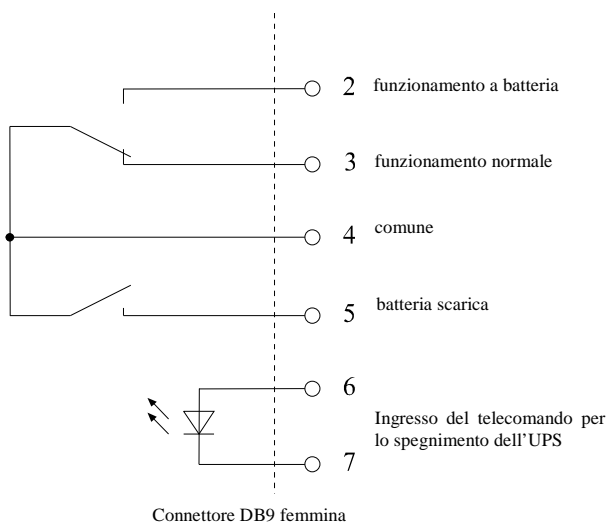 2 funzionamento a batteria
3 funzionamento normale
4 comune
5 batteria scarica
6
Ingresso del telecomando per
lo spegnimento dell'UPS
7
Connettore DB9 femmina